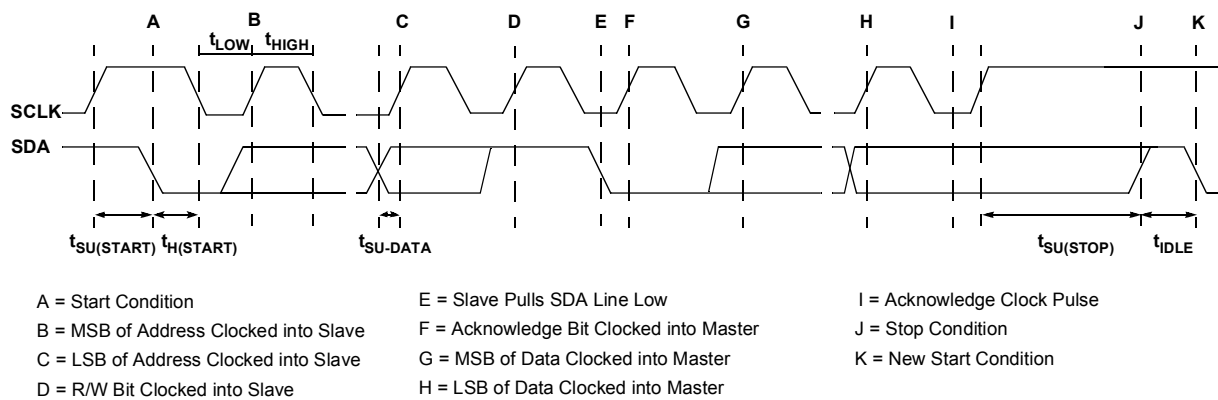 A B C D E F G H I J K
tLOW tHIGH
SCLK
SDA
tSU(START) tH(START) tSU-DATA tSU(STOP) tIDLE
A = Start Condition
B = MSB of Address Clocked into Slave
C = LSB of Address Clocked into Slave
D = R/W Bit Clocked into Slave
E = Slave Pulls SDA Line Low
F = Acknowledge Bit Clocked into Master
G = MSB of Data Clocked into Master
H = LSB of Data Clocked into Master
I = Acknowledge Clock Pulse
J = Stop Condition
K = New Start Condition